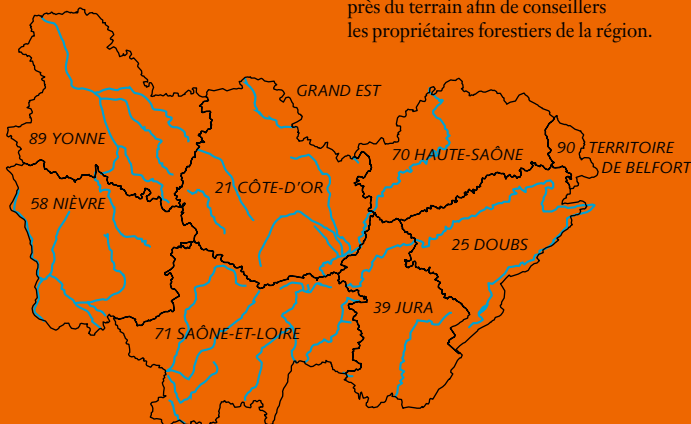 près du terrain afin de conseillers
les propriétaires forestiers de la région.
GRAND EST
89 YONNE
70 HAUTE-SAÔNE
90 TERRITOIRE
DE BELFORT
21 CÔTE-D'OR
58 NIÈVRE
25 DOUBS
39 JURA
71 SAÔNE-ET-LOIRE